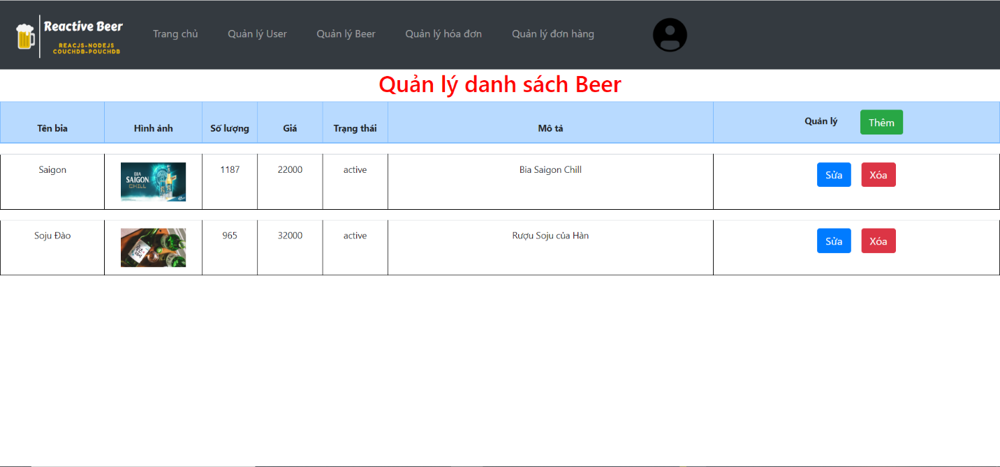 Reactive Beer
REACJS-NODEJS
COUCHDB-POUCHDB
Trang chủ Quản lý User Quản lý Beer Quản lý hóa đơn Quản lý đơn hàng
Quản lý danh sách Beer
Tên bia Hình ảnh Số lượng Giá Trạng thái Mô tả Quản lý Thêm
Saigon 1187 22000 active Bia Saigon Chill Sửa Xóa
BIA
SAIGON
CHILL
Soju Đào 965 32000 active Rượu Soju của Hàn Sửa Xóa